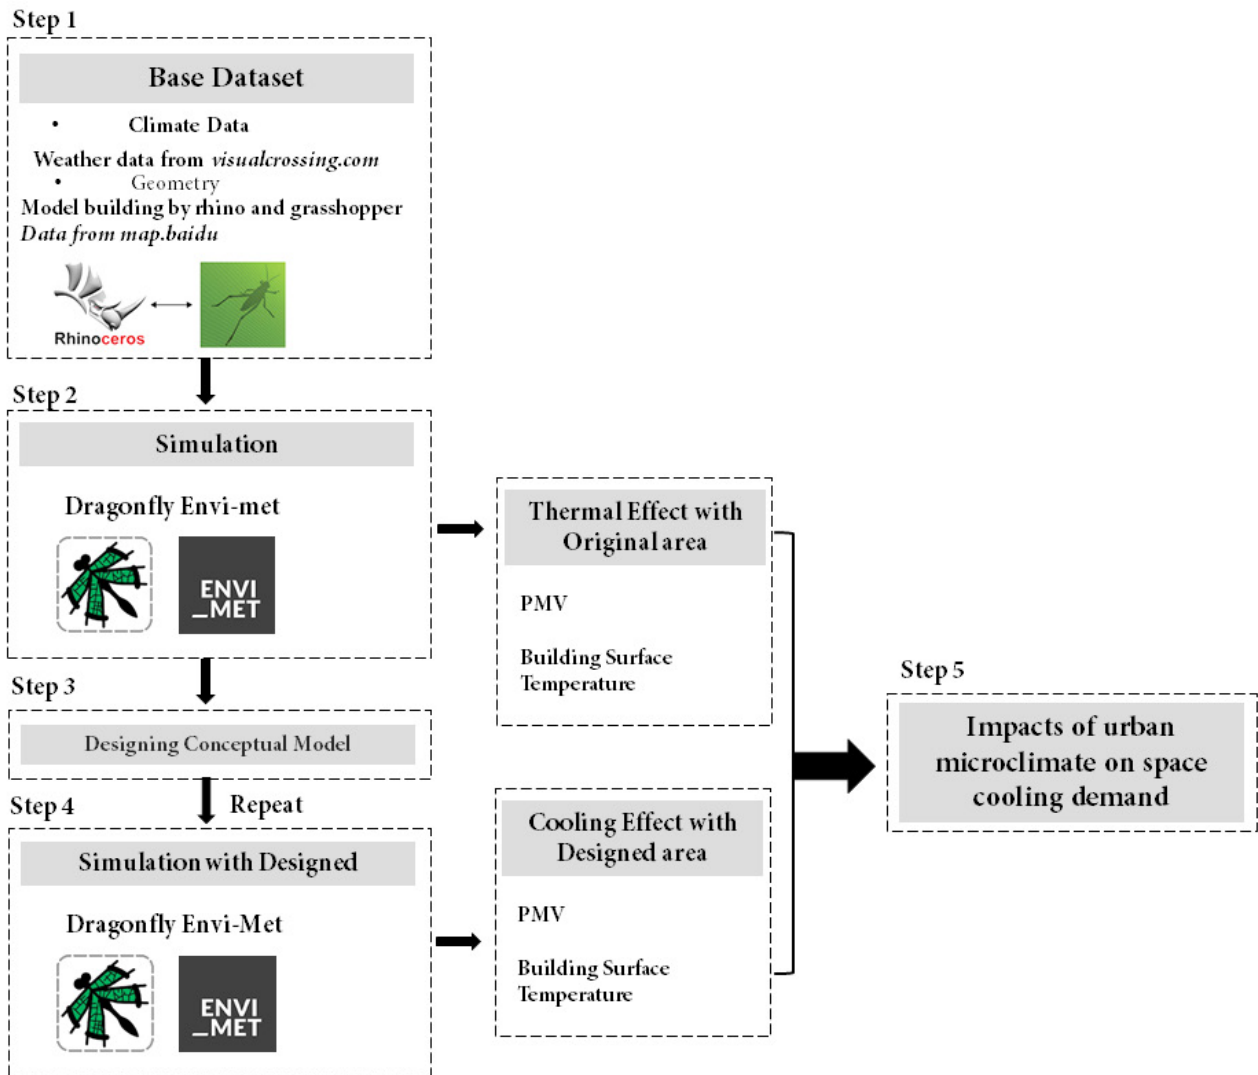 Step 1
Base Dataset
• Climate Data
Weather data from visualcrossing.com
• Geometry
Model building by rhino and grasshopper
Data from map.baidu
Rhinoceros
Step 2
Simulation
Dragonfly Envi-met
ENVI
_MET
Thermal Effect with
Original area
PMV
Building Surface
Temperature
Step 3
Designing Conceptual Model
Repeat
Step 4
Simulation with Designed
Dragonfly Envi-Met
ENVI
_MET
Cooling Effect with
Designed area
PMV
Building Surface
Temperature
Step 5
Impacts of urban
microclimate on space
cooling demand